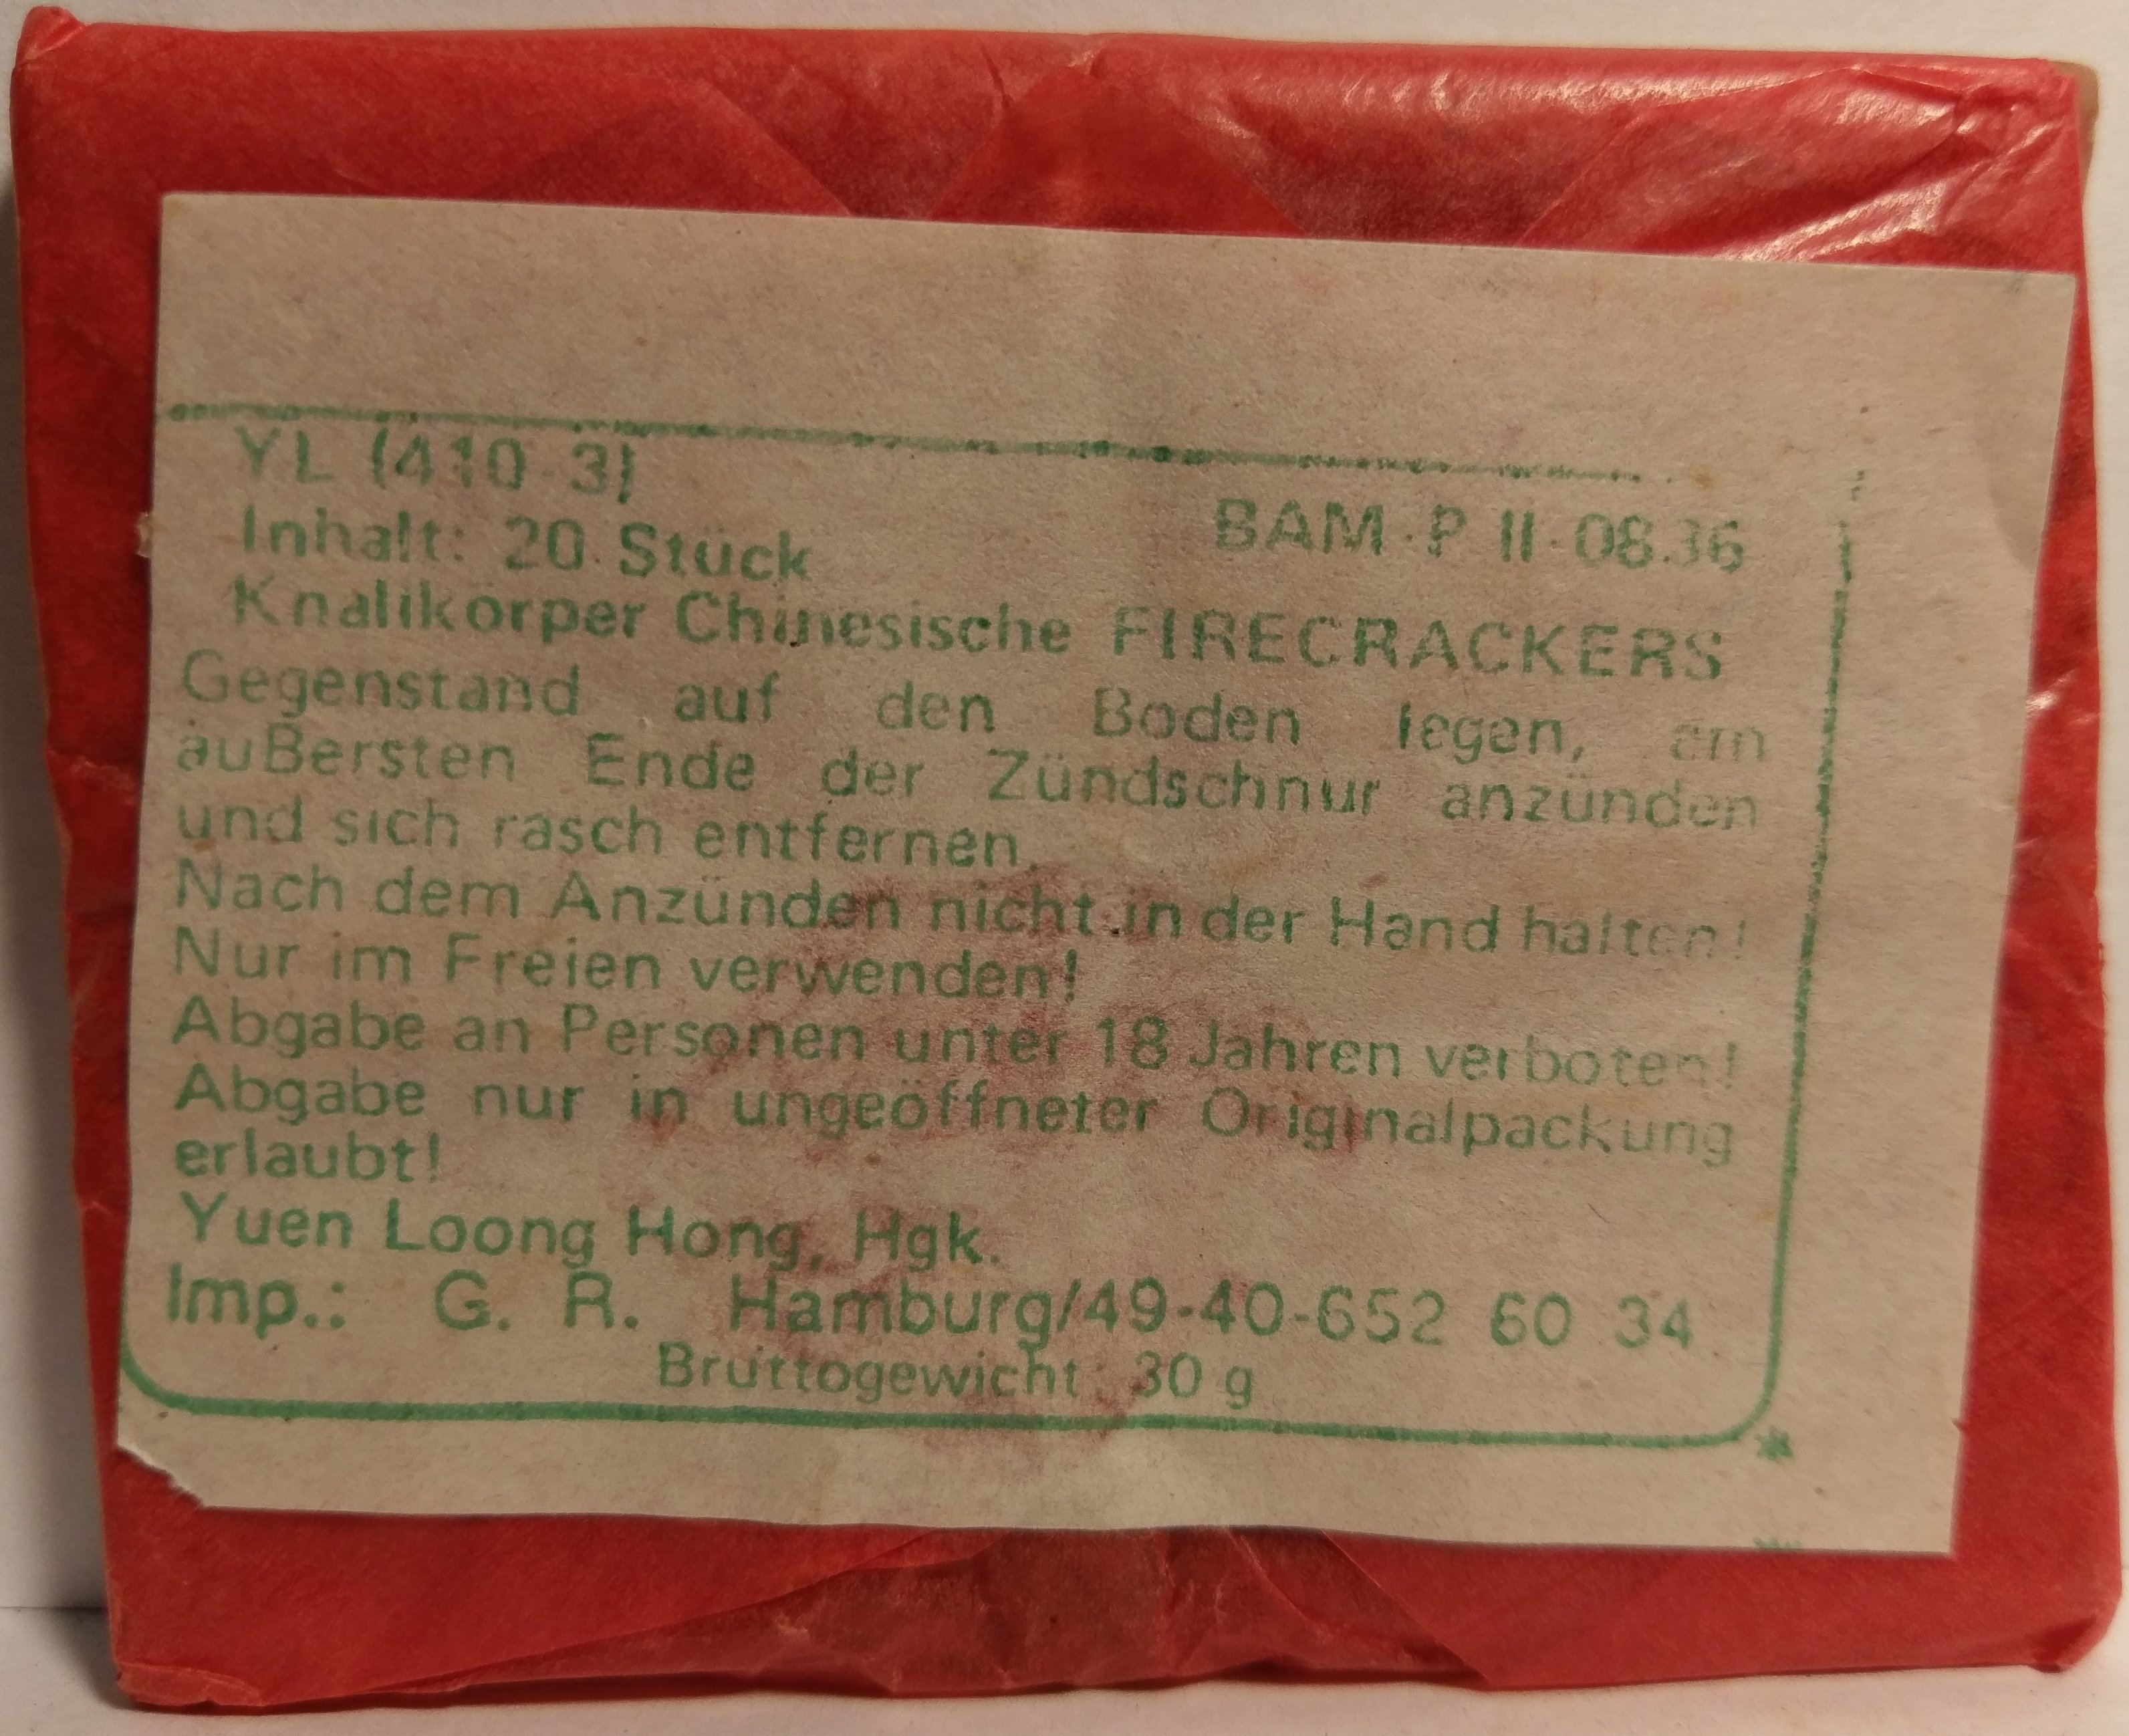 YL (410-3)
Inhalt: 20 Stück
BAM-P II-0836
Knallkörper Chinesische FIRECRACKERS
Gegenstand auf den Boden legen, am
äuBersten Ende der Zündschnur anzünden
und sich rasch entfernen.
Nach dem Anzünden nicht in der Hand halten!
Nur im Freien verwenden!
Abgabe an Personen unter 18 Jahren verboten!
Abgabe nur in ungeöffneter Originalpackung
erlaubt!
Yuen Loong Hong, Hgk.
Imp.: G. R. Hamburg/49-40-652 60 34
Bruttogewicht: 30 g